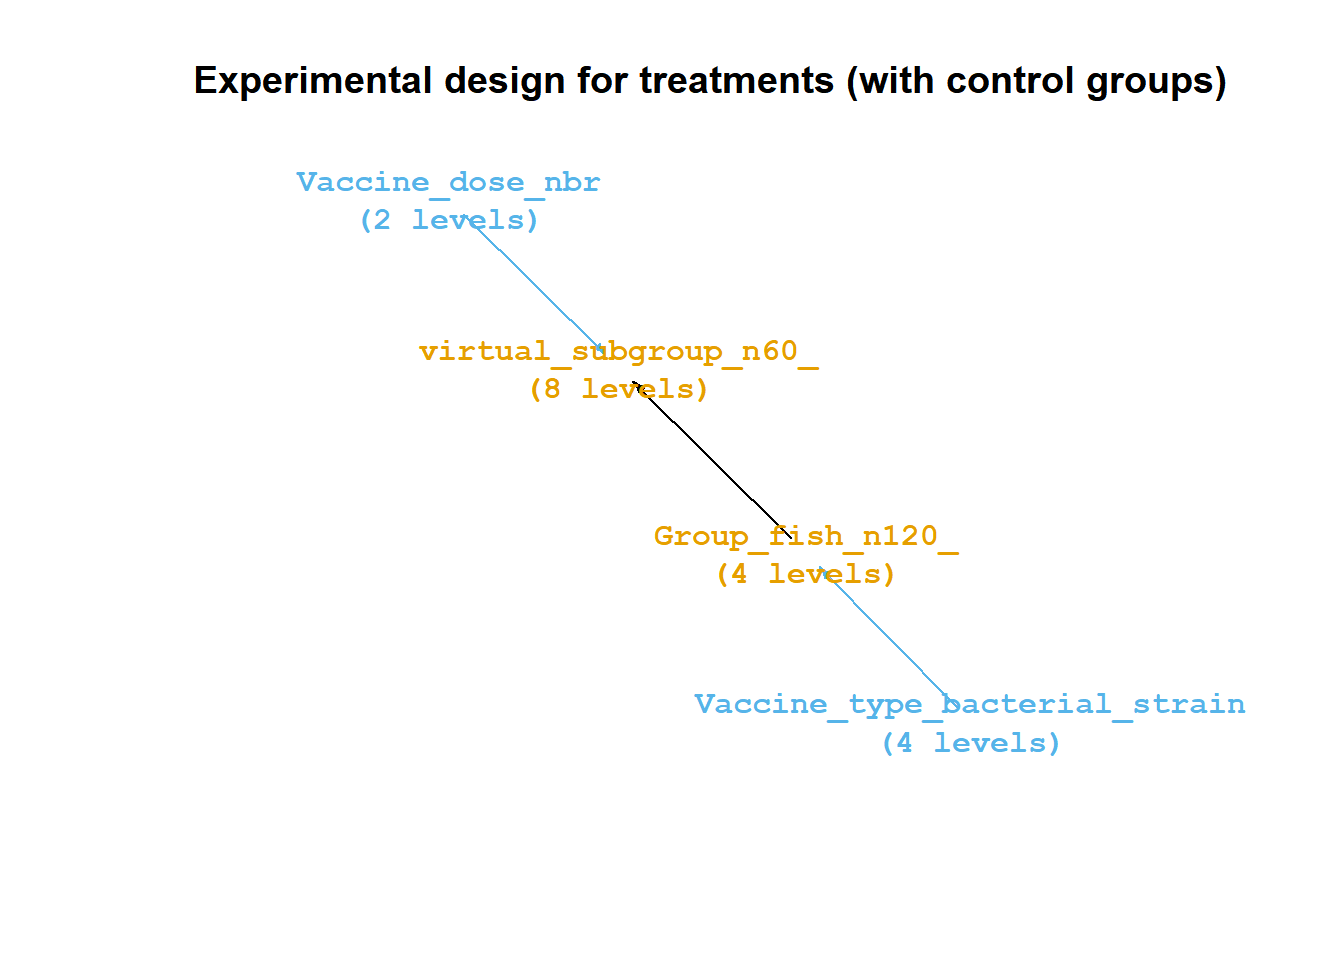 Experimental design for treatments (with control groups)
Vaccine_dose_nbr
(2 levels)
virtual_subgroup_n60_
(8 levels)
Group_fish_n120_
(4 levels)
Vaccine_type_bacterial_strain
(4 levels)